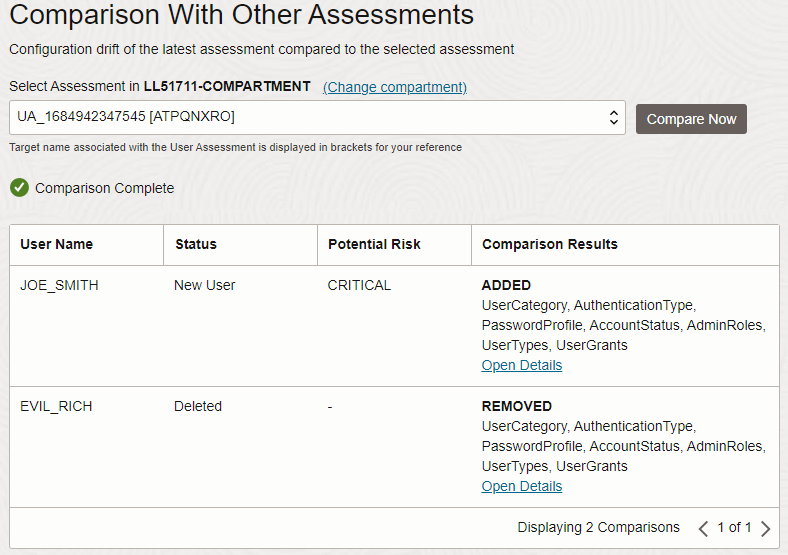 Comparison With Other Assessments
Configuration drift of the latest assessment compared to the selected assessment
Select Assessment in LL51711-COMPARTMENT (Change compartment)
UA_1684942347545 [ATPQNXRO]
Compare Now
Target name associated with the User Assessment is displayed in brackets for your reference
Comparison Complete
User Name Status Potential Risk Comparison Results
JOE_SMITH New User CRITICAL ADDED
UserCategory, AuthenticationType,
PasswordProfile, AccountStatus, AdminRoles,
UserTypes, UserGrants
Open Details
EVIL_RICH Deleted - REMOVED
UserCategory, AuthenticationType,
PasswordProfile, AccountStatus, AdminRoles,
UserTypes, UserGrants
Open Details
Displaying 2 Comparisons 1 of 1